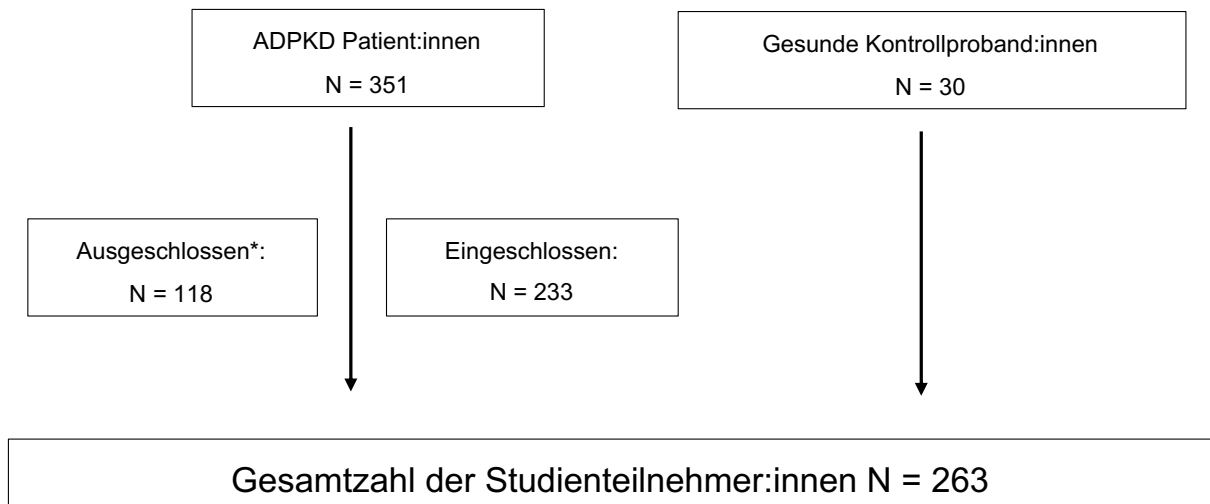 ADPKD Patient:innen
N = 351
Gesunde Kontrollproband:innen
N = 30
Ausgeschlossen*:
N = 118
Eingeschlossen:
N = 233
Gesamtzahl der Studienteilnehmer:innen N = 263